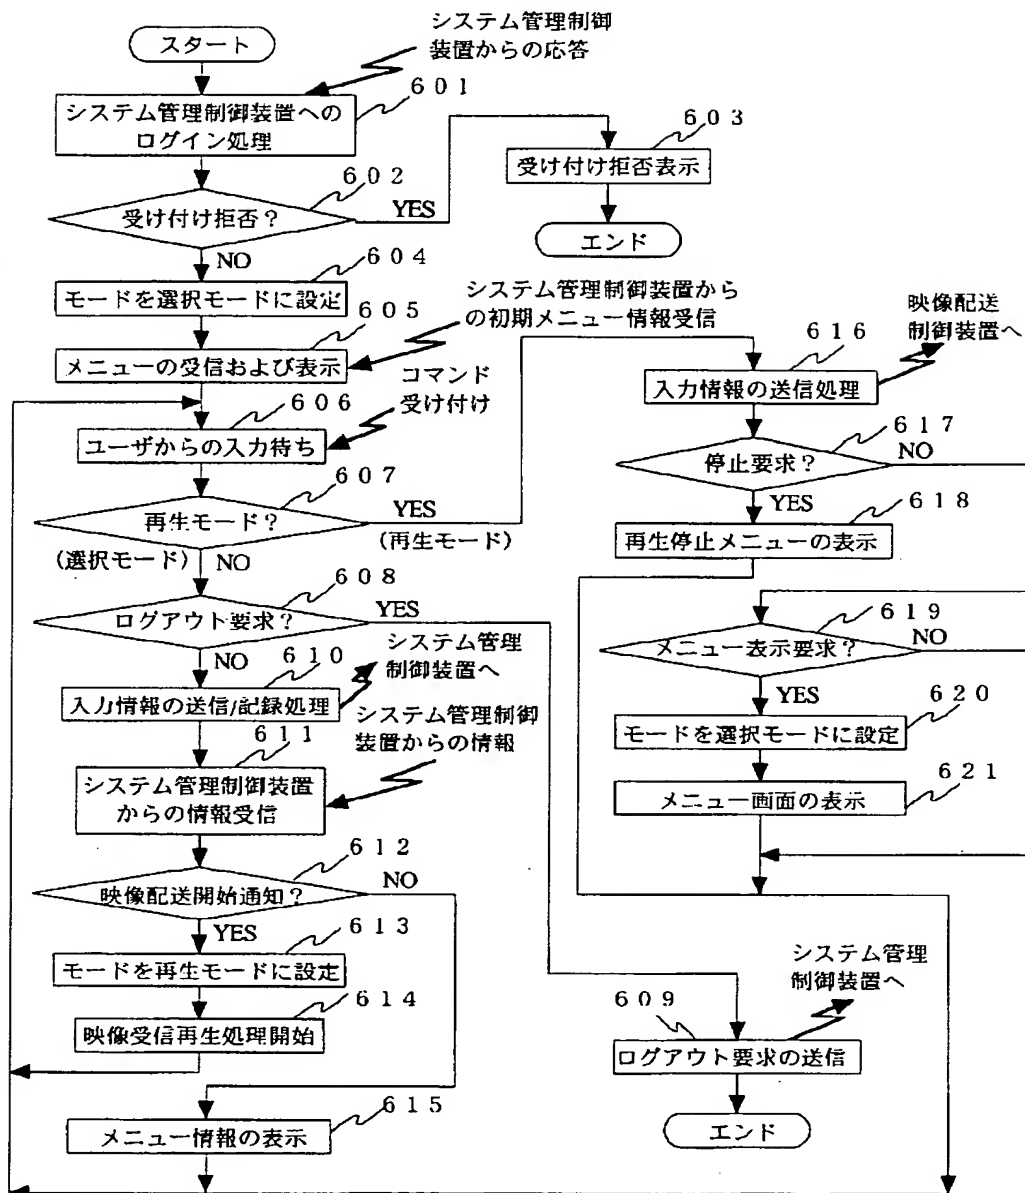 スタート
システム管理制御
装置からの応答
601
システム管理制御装置への
ログイン処理
602
受け付け拒否?
YES
NO
603
受け付け拒否表示
エンド
604
モードを選択モードに設定
605
システム管理制御装置から
の初期メニュー情報受信
メニューの受信および表示
606
コマンド
受け付け
ユーザからの入力待ち
607
再生モード?
YES
(再生モード)
(選択モード)
NO
608
ログアウト要求?
YES
NO
610
システム管理
制御装置へ
入力情報の送信/記録処理
611
システム管理制御
装置からの情報
システム管理制御装置
からの情報受信
612
映像配送開始通知?
NO
YES
613
モードを再生モードに設定
614
映像受信再生処理開始
615
メニュー情報の表示
616
映像配送
制御装置へ
入力情報の送信処理
617
停止要求?
NO
YES
618
再生停止メニューの表示
619
メニュー表示要求?
NO
YES
620
モードを選択モードに設定
621
メニュー画面の表示
609
システム管理
制御装置へ
ログアウト要求の送信
エンド